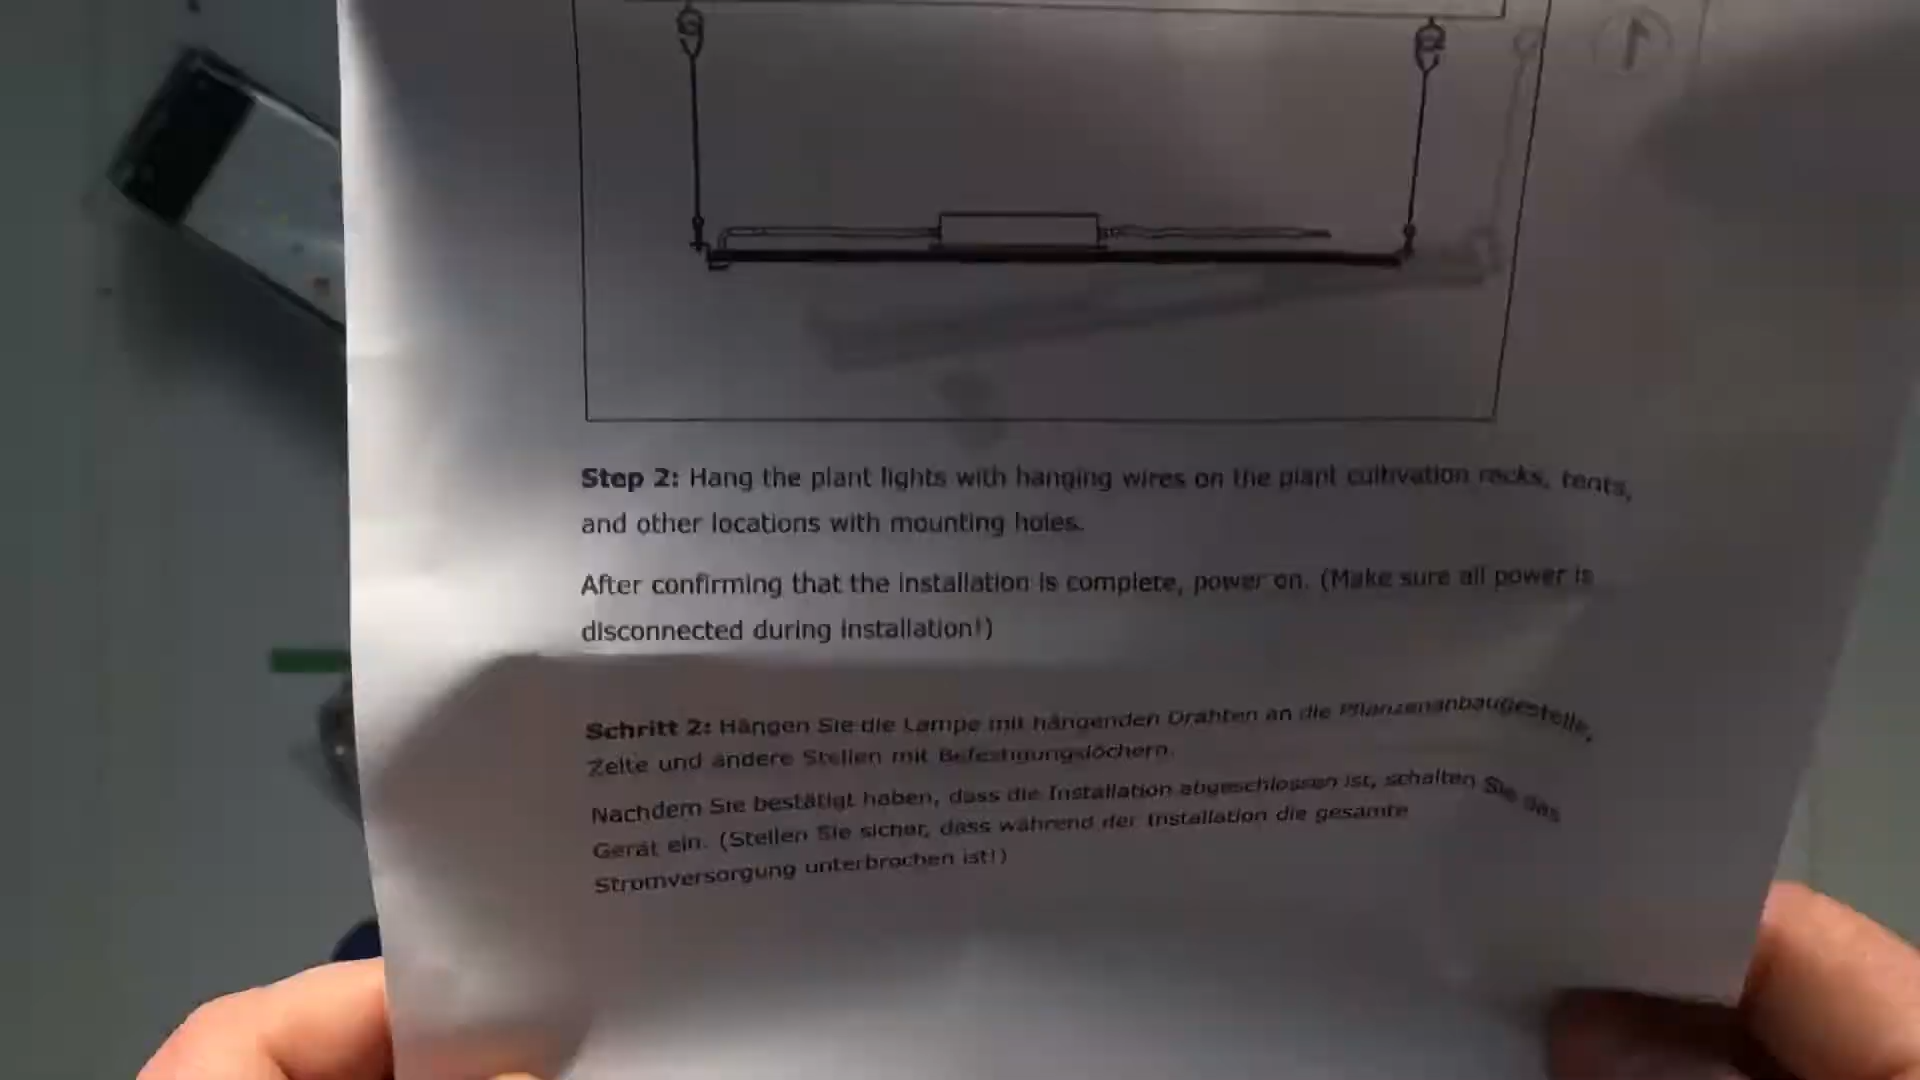 1
Step 2: Hang the plant lights with hanging wires on the plant cultivation racks, tents,
and other locations with mounting holes.
After confirming that the installation is complete, power on. (Make sure all power is
disconnected during installation!)
Schritt 2: Hängen Sie die Lampe mit hängenden Drähten an die Pflanzenanbaugestelle,
Zelte und andere Stellen mit Befestigungslöchern.
Nachdem Sie bestätigt haben, dass die Installation abgeschlossen ist, schalten Sie das
Gerät ein. (Stellen Sie sicher, dass während der Installation die gesamte
Stromversorgung unterbrochen ist!)